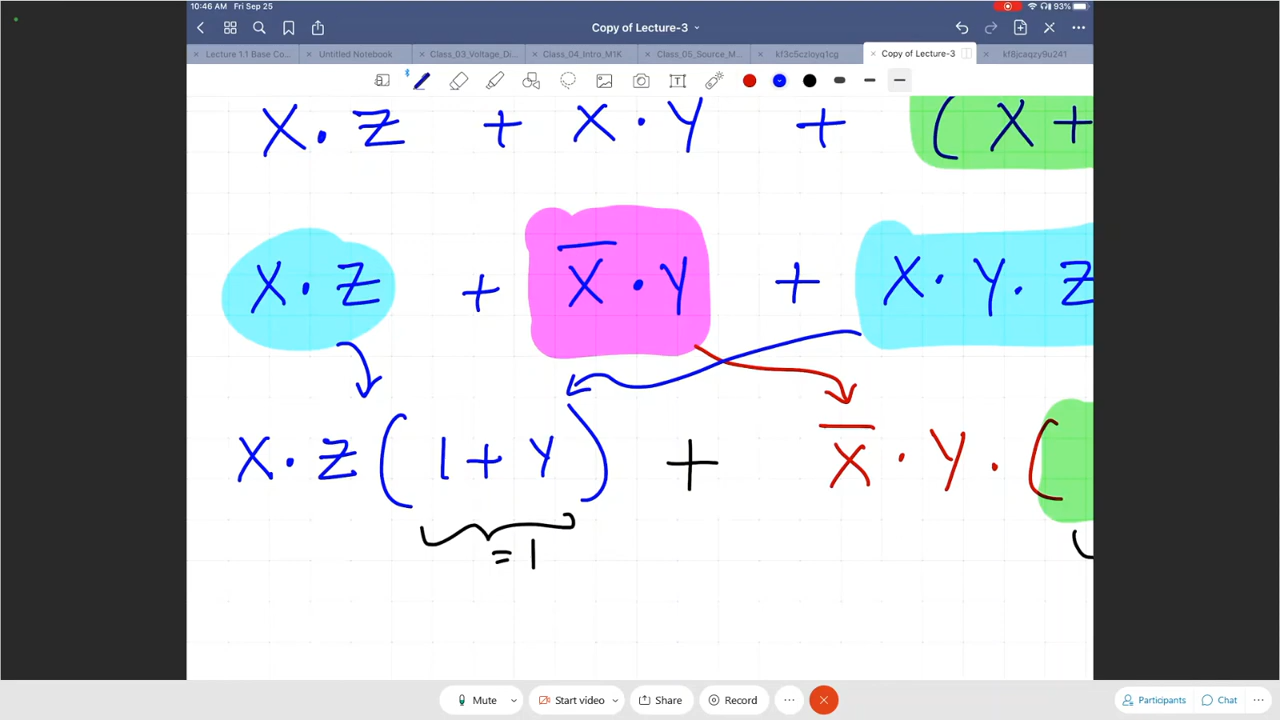 10:46 AM Fri Sep 25
93%
Copy of Lecture-3
Lecture 1.1 Base Co... Untitled Notebook Class_03_Voltage_Di... Class_04_Intro_M1K Class_05_Source_M... kf3c5czloyq1cg Copy of Lecture-3 kf8jcaqzy9u241
X · Z + X · Y + ( X +
X · Z + X̅ · Y + X · Y · Z
X · Z ( 1 + Y ) + X̅ · Y · (
= 1
Mute Start video Share Record Participants Chat